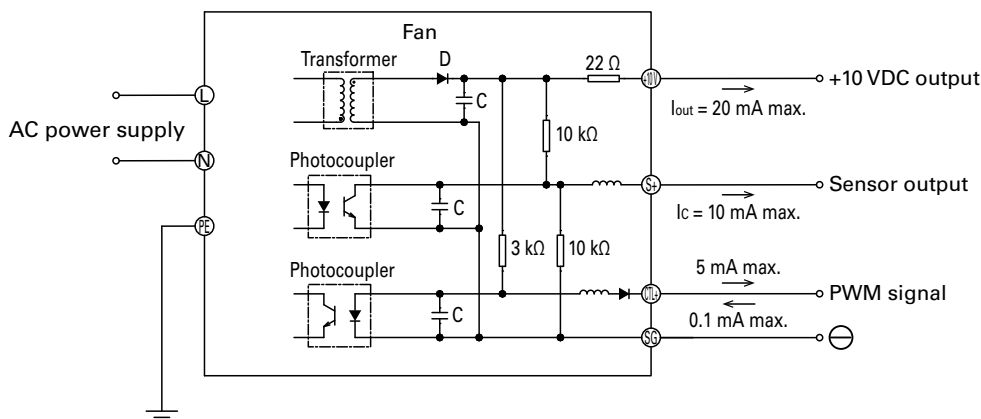 Fan
Transformer
D
22 Ω
+10V
+10 VDC output
Iout = 20 mA max.
C
L
AC power supply
10 kΩ
N
Photocoupler
S+
Sensor output
Ic = 10 mA max.
C
PE
3 kΩ
10 kΩ
Photocoupler
5 mA max.
CTL+
PWM signal
C
0.1 mA max.
SG